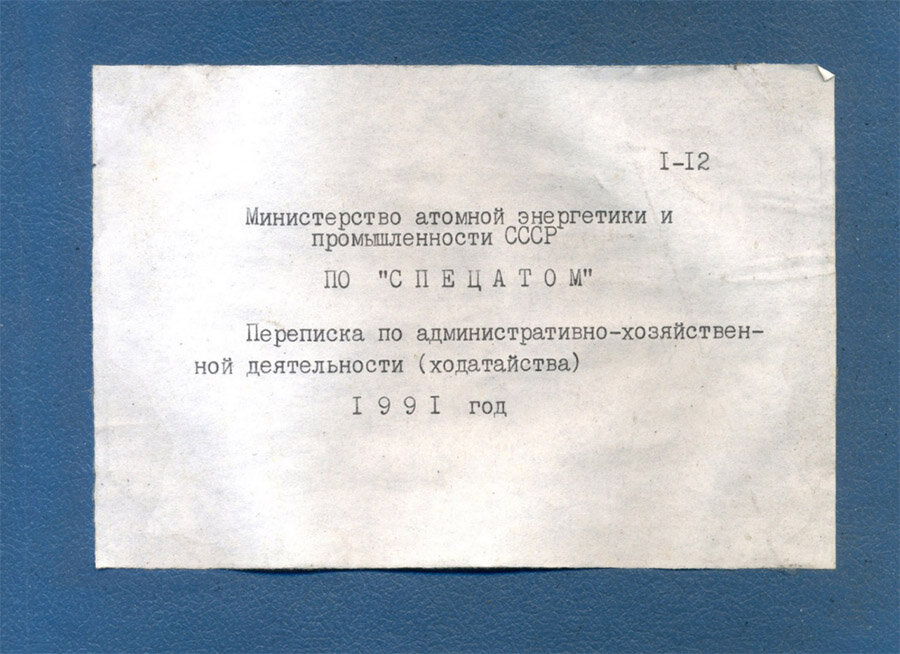 I-I2
Министерство атомной энергетики и
промышленности СССР
ПО "С П Е Ц А Т О М"
Переписка по административно-хозяйствен-
ной деятельности (ходатайства)
I 9 9 I год